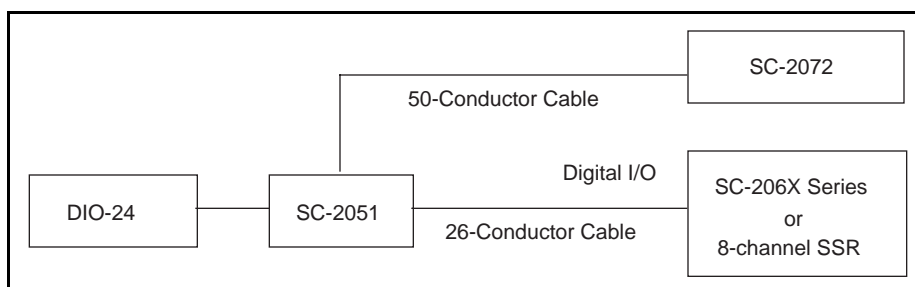 SC-2072
50-Conductor Cable
Digital I/O
DIO-24
SC-2051
26-Conductor Cable
SC-206X Series
or
8-channel SSR